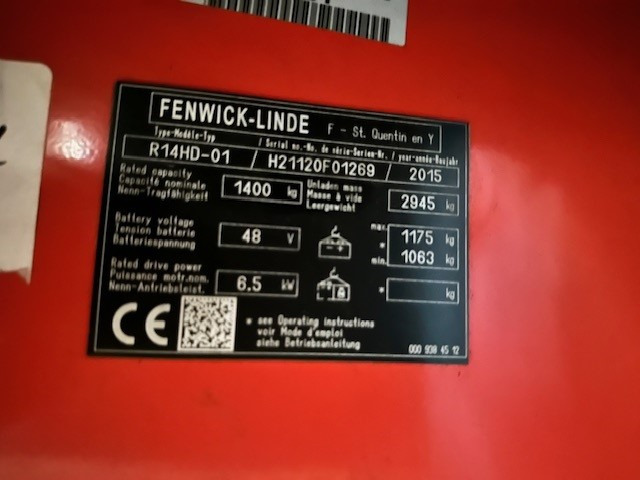 FENWICK-LINDE F - St. Quentin en Y
Type-Modèle-Typ / Serial no.-No. de série-Serien-Nr. / year-année-Baujahr
R14HD-01 / H21120F01269 / 2015
Rated capacity
Capacité nominale
Nenn-Tragfähigkeit
1400 kg
Unladen mass
Masse à vide
Leergewicht
2945 kg
Battery voltage
Tension batterie
Batteriespannung
48 V
max. 1175 kg
* min. 1063 kg
Rated drive power
Puissance motr.nom.
Nenn-Antriebsleist.
6.5 kW
* kg
CE
* see Operating instructions
voir Mode d'emploi
siehe Betriebsanleitung
000 938 45 12